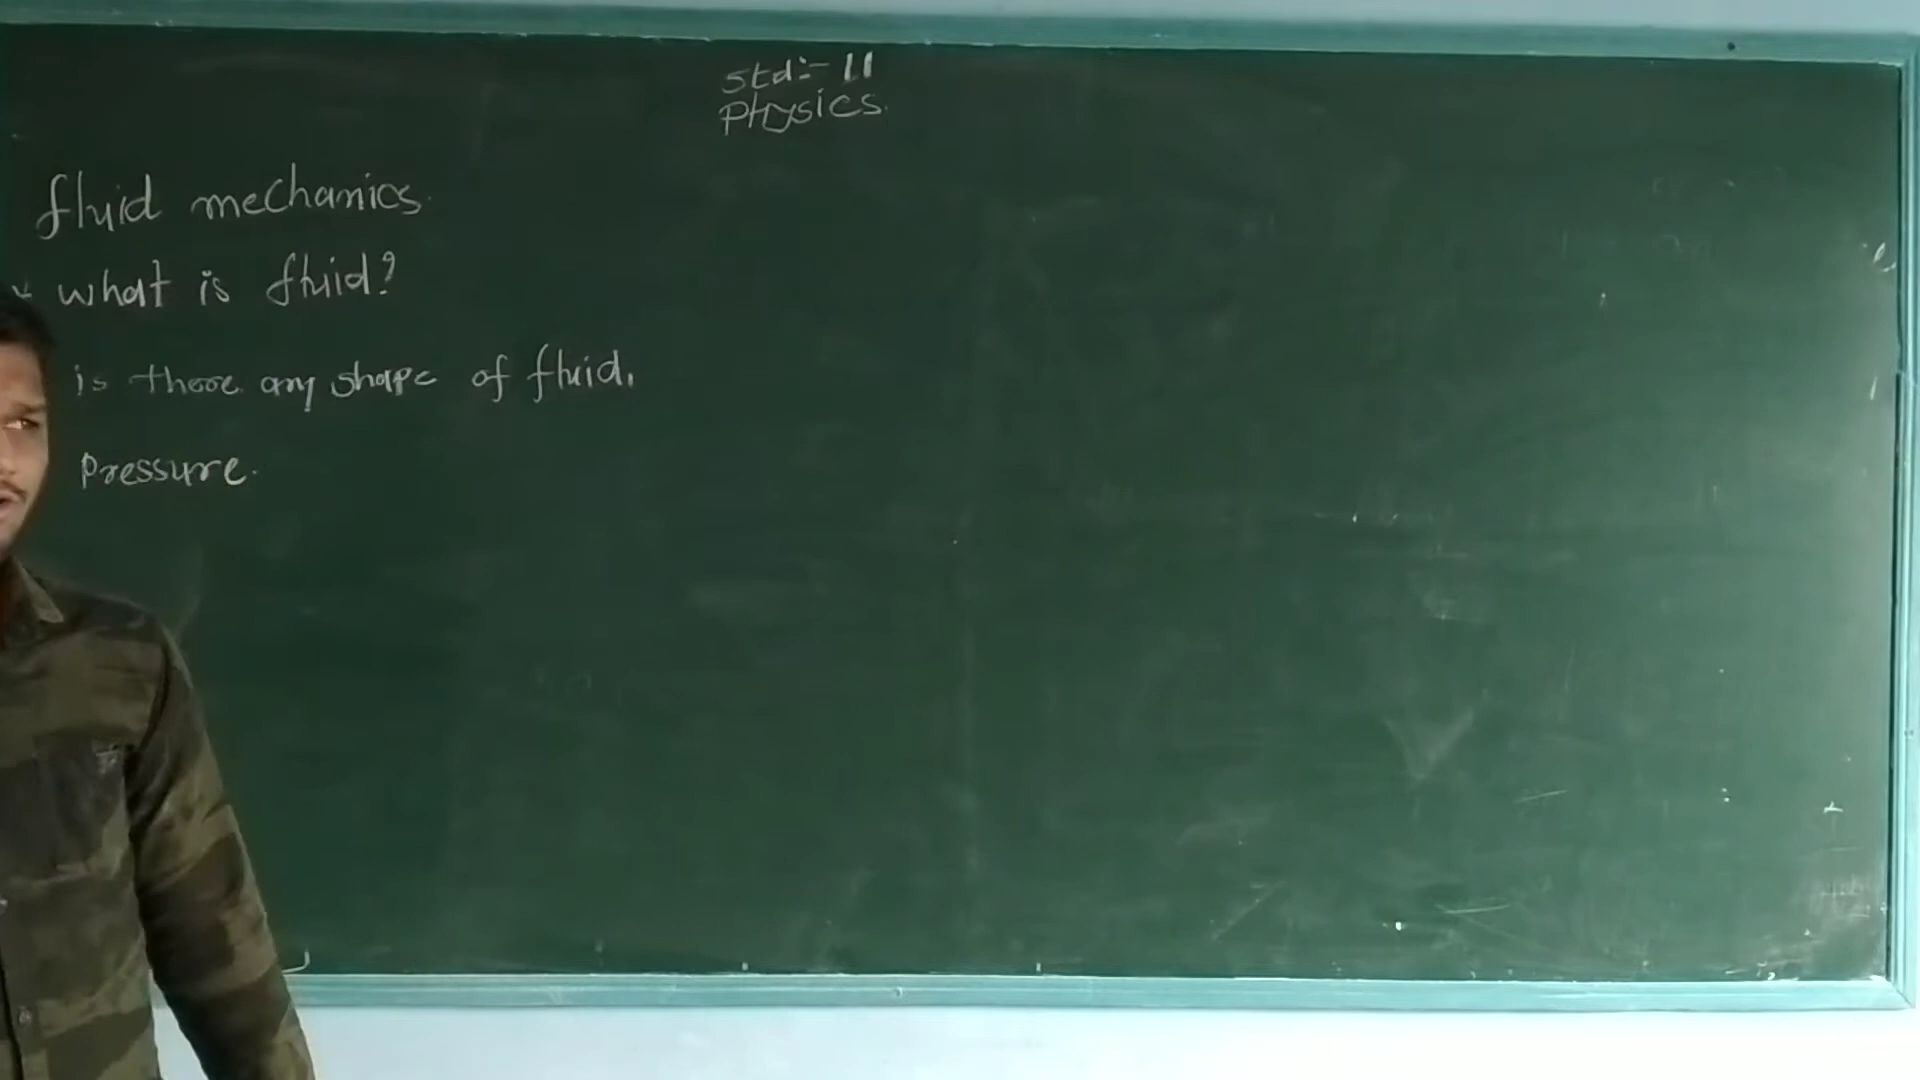 Std:- 11
Physics.
fluid mechanics.
what is fluid?
is there any shape of fluid.
Pressure.